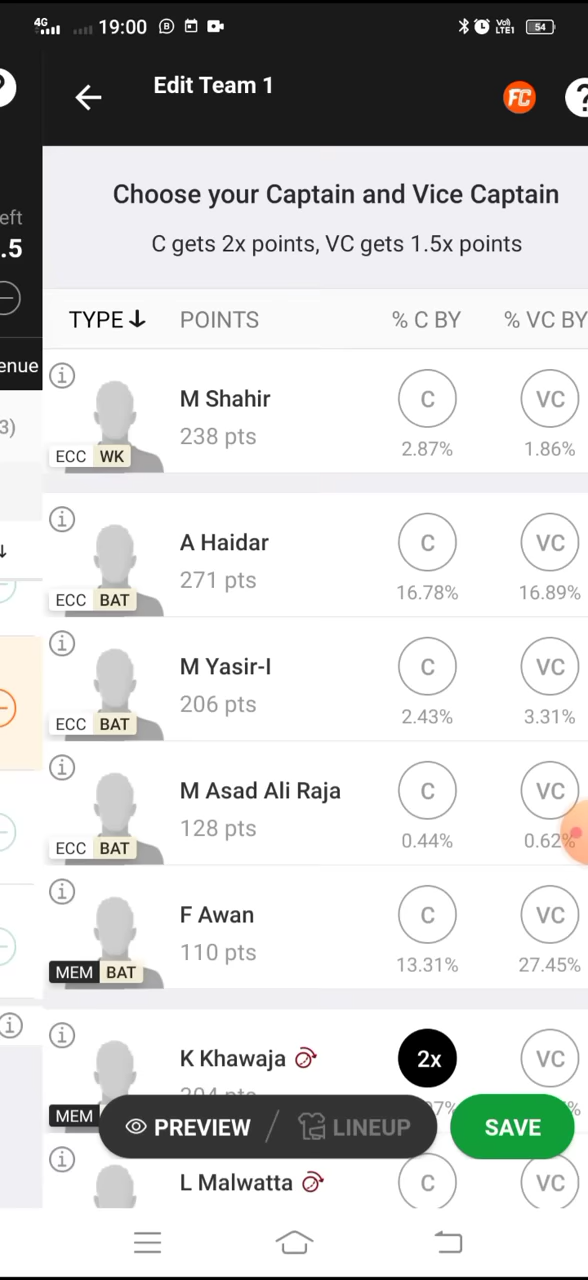 4G 19:00 B Vo) LTE1 54
Edit Team 1
FC ?
eft
.5
enue
3)
Choose your Captain and Vice Captain
C gets 2x points, VC gets 1.5x points
TYPE↓ POINTS % C BY % VC BY
M Shahir C VC
238 pts 2.87% 1.86%
ECC WK
A Haidar C VC
271 pts 16.78% 16.89%
ECC BAT
M Yasir-I C VC
206 pts 2.43% 3.31%
ECC BAT
M Asad Ali Raja C VC
128 pts 0.44% 0.62%
ECC BAT
F Awan C VC
110 pts 13.31% 27.45%
MEM BAT
K Khawaja 2x VC
MEM
PREVIEW / LINEUP SAVE
L Malwatta C VC